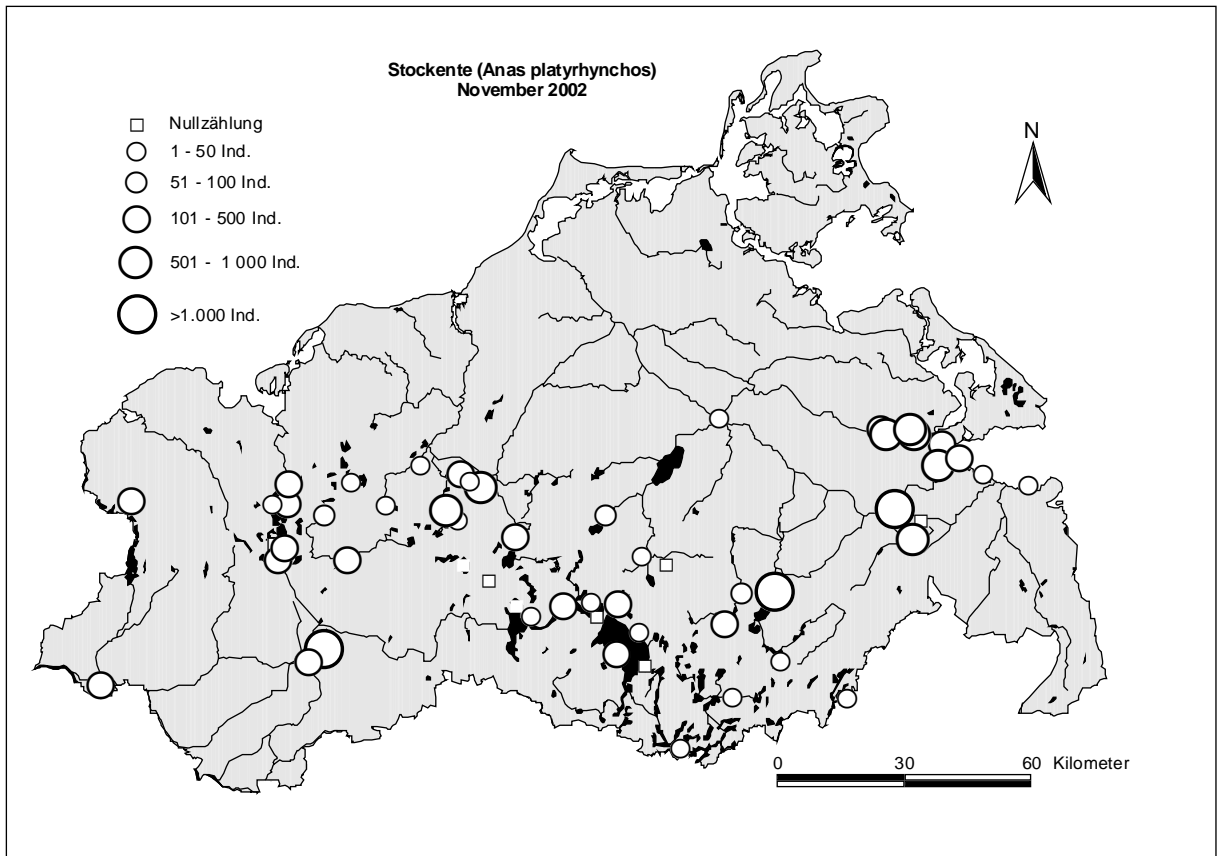 Stockente (Anas platyrhynchos)
November 2002
Nullzählung
1 - 50 Ind.
51 - 100 Ind.
101 - 500 Ind.
501 - 1 000 Ind.
>1.000 Ind.
N
0 30 60 Kilometer